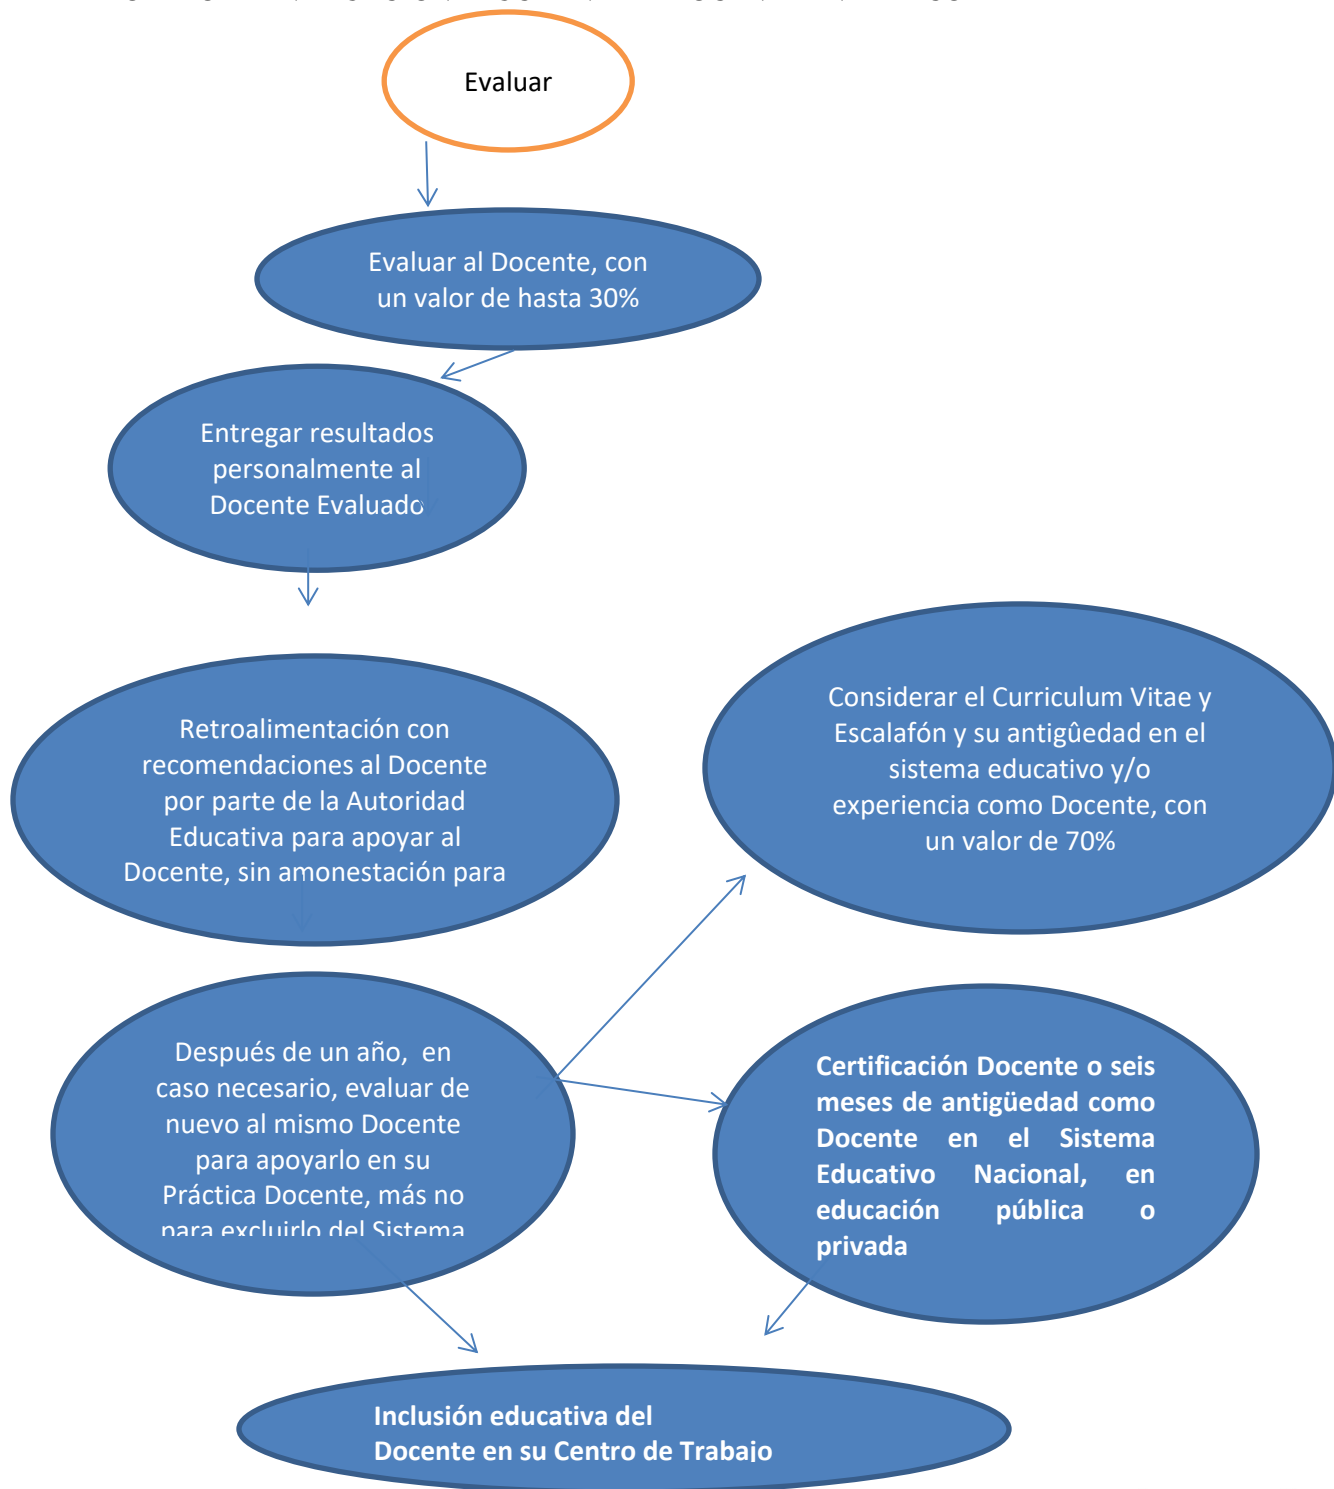 Evaluar
Evaluar al Docente, con
un valor de hasta 30%
Entregar resultados
personalmente al
Docente Evaluado
Retroalimentación con
recomendaciones al Docente
por parte de la Autoridad
Educativa para apoyar al
Docente, sin amonestación para
Considerar el Curriculum Vitae y
Escalafón y su antigûedad en el
sistema educativo y/o
experiencia como Docente, con
un valor de 70%
Después de un año, en
caso necesario, evaluar de
nuevo al mismo Docente
para apoyarlo en su
Práctica Docente, más no
para excluirlo del Sistema
Certificación Docente o seis
meses de antigüedad como
Docente en el Sistema
Educativo Nacional, en
educación pública o
privada
Inclusión educativa del
Docente en su Centro de Trabajo